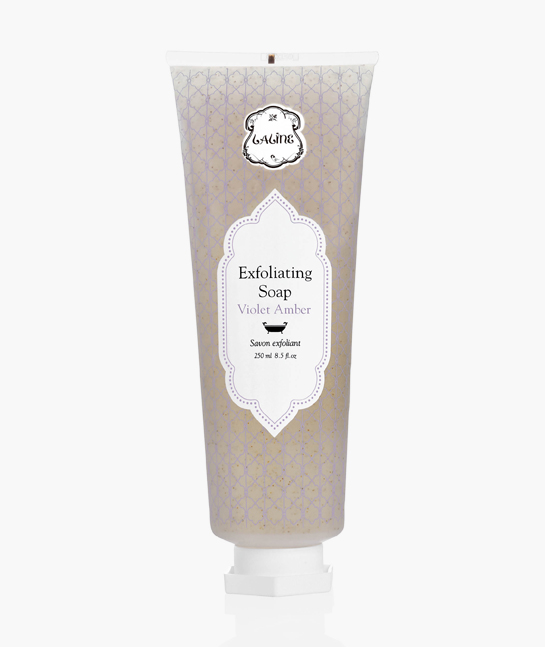 LALINE
Exfoliating
Soap
Violet Amber
Savon exfoliant
250 ml 8.5 fl.oz